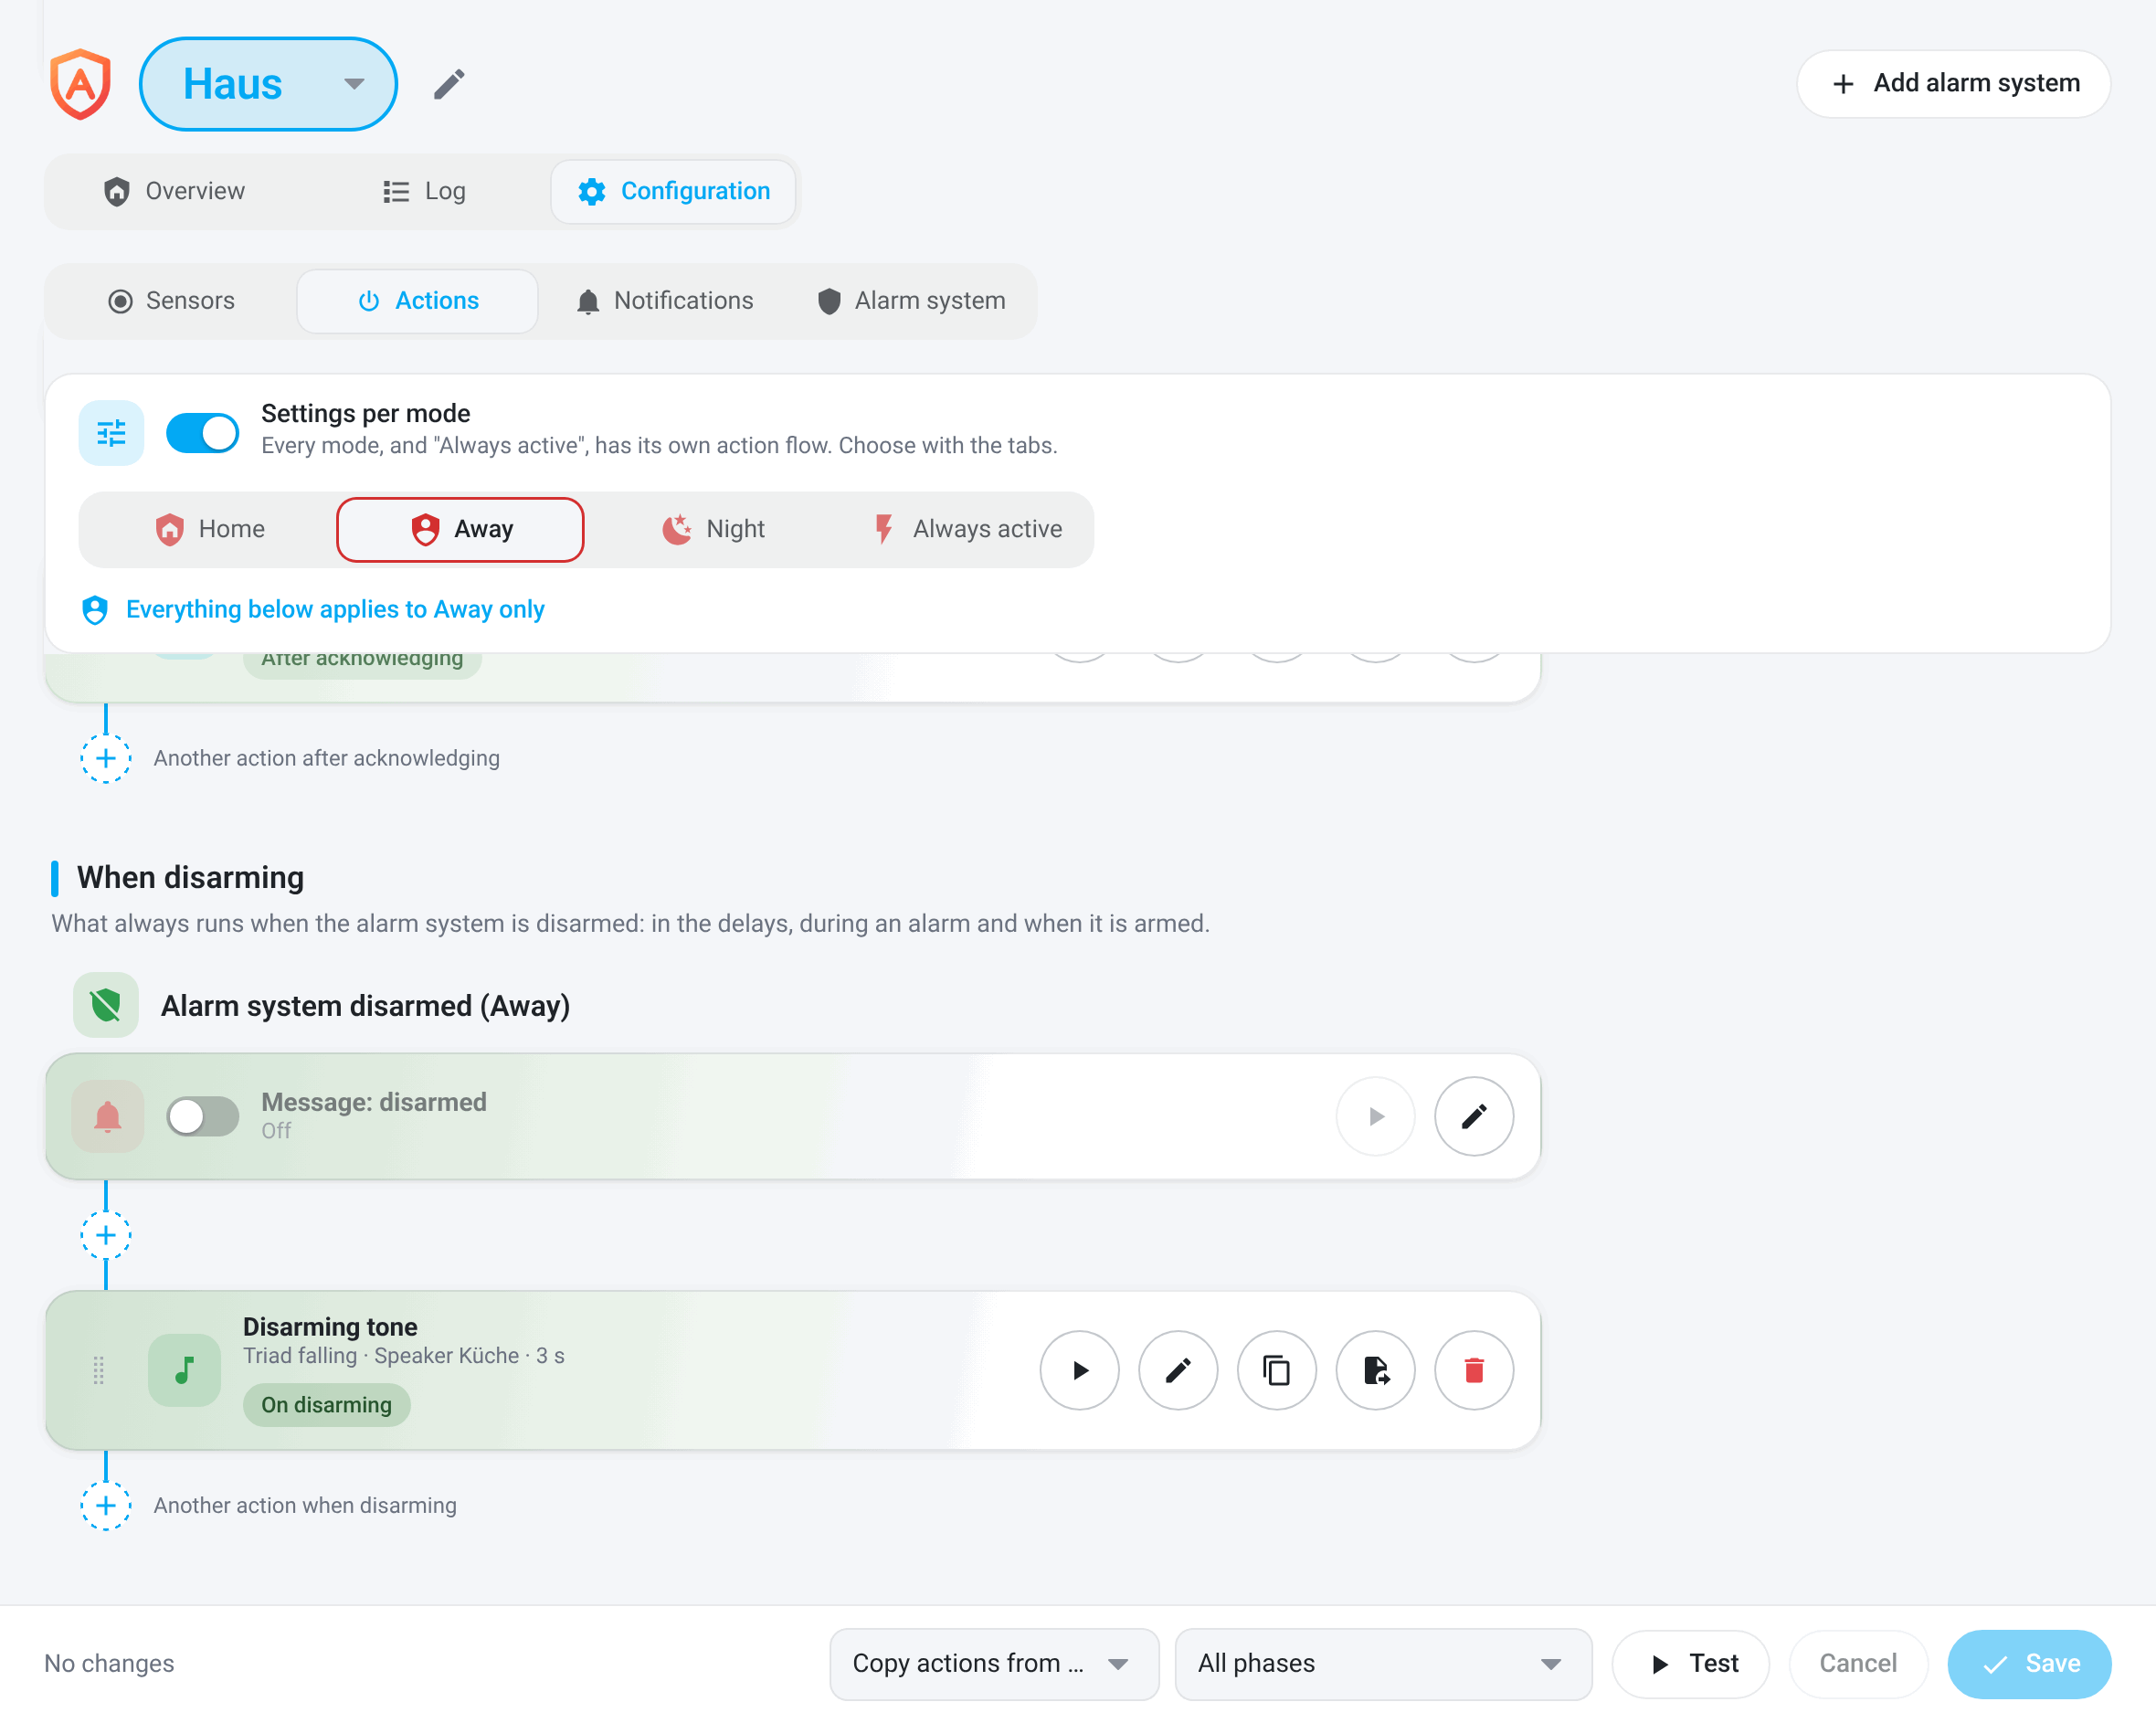 Haus
Add alarm system
Overview
Log
Configuration
Sensors
Actions
Notifications
Alarm system
Settings per mode
Every mode, and "Always active", has its own action flow. Choose with the tabs.
Home
Away
Night
Always active
Everything below applies to Away only
After acknowledging
Another action after acknowledging
When disarming
What always runs when the alarm system is disarmed: in the delays, during an alarm and when it is armed.
Alarm system disarmed (Away)
Message: disarmed
Off
Disarming tone
Triad falling · Speaker Küche · 3 s
On disarming
Another action when disarming
No changes
Copy actions from ...
All phases
Test
Cancel
Save